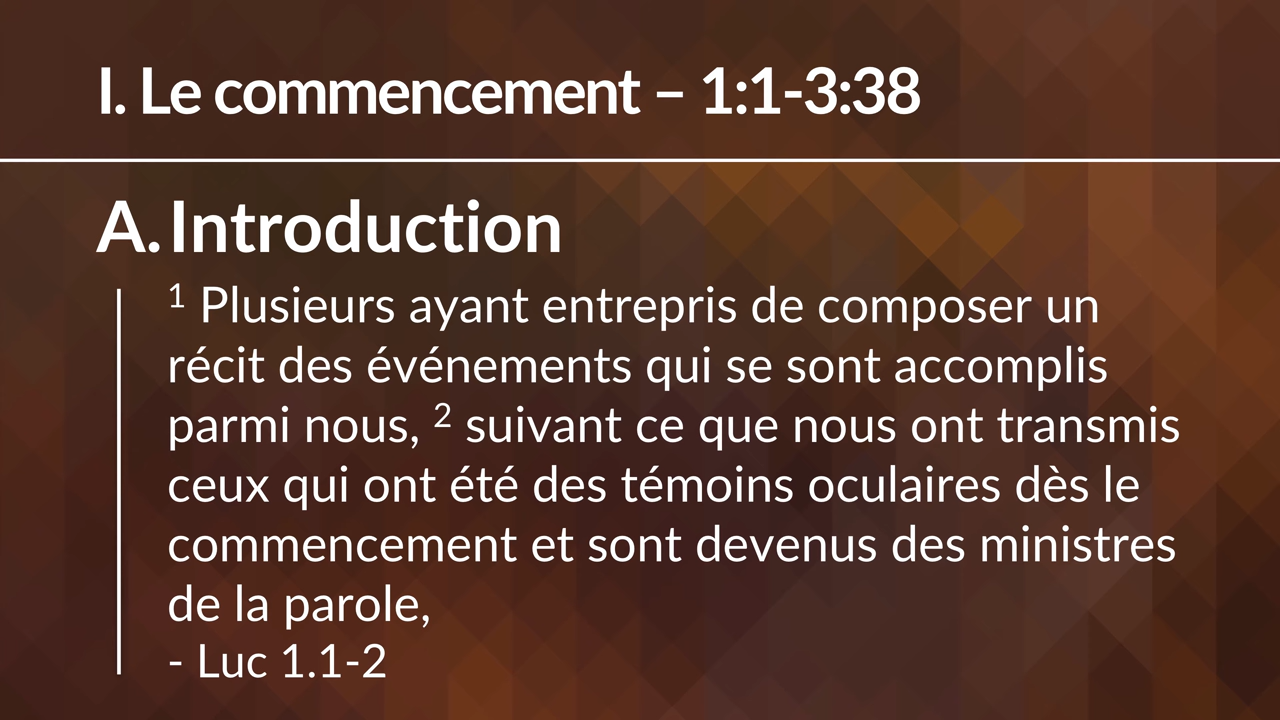 I. Le commencement – 1:1-3:38
A. Introduction
1 Plusieurs ayant entrepris de composer un
récit des événements qui se sont accomplis
parmi nous, 2 suivant ce que nous ont transmis
ceux qui ont été des témoins oculaires dès le
commencement et sont devenus des ministres
de la parole,
- Luc 1.1-2